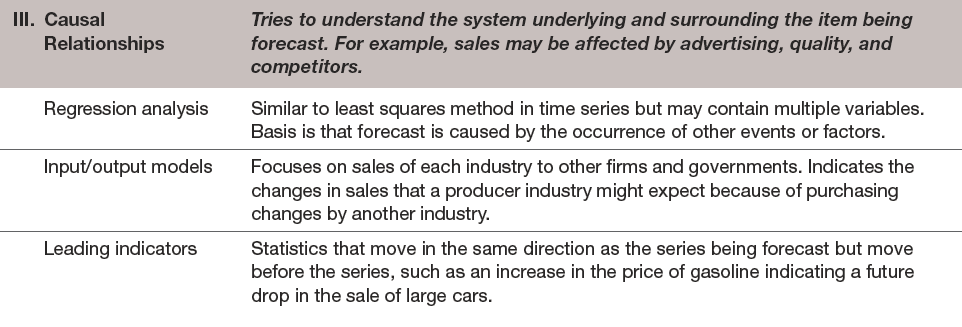 III. Causal Relationships
Tries to understand the system underlying and surrounding the item being
forecast. For example, sales may be affected by advertising, quality, and
competitors.
Regression analysis
Similar to least squares method in time series but may contain multiple variables.
Basis is that forecast is caused by the occurrence of other events or factors.
Input/output models
Focuses on sales of each industry to other firms and governments. Indicates the
changes in sales that a producer industry might expect because of purchasing
changes by another industry.
Leading indicators
Statistics that move in the same direction as the series being forecast but move
before the series, such as an increase in the price of gasoline indicating a future
drop in the sale of large cars.